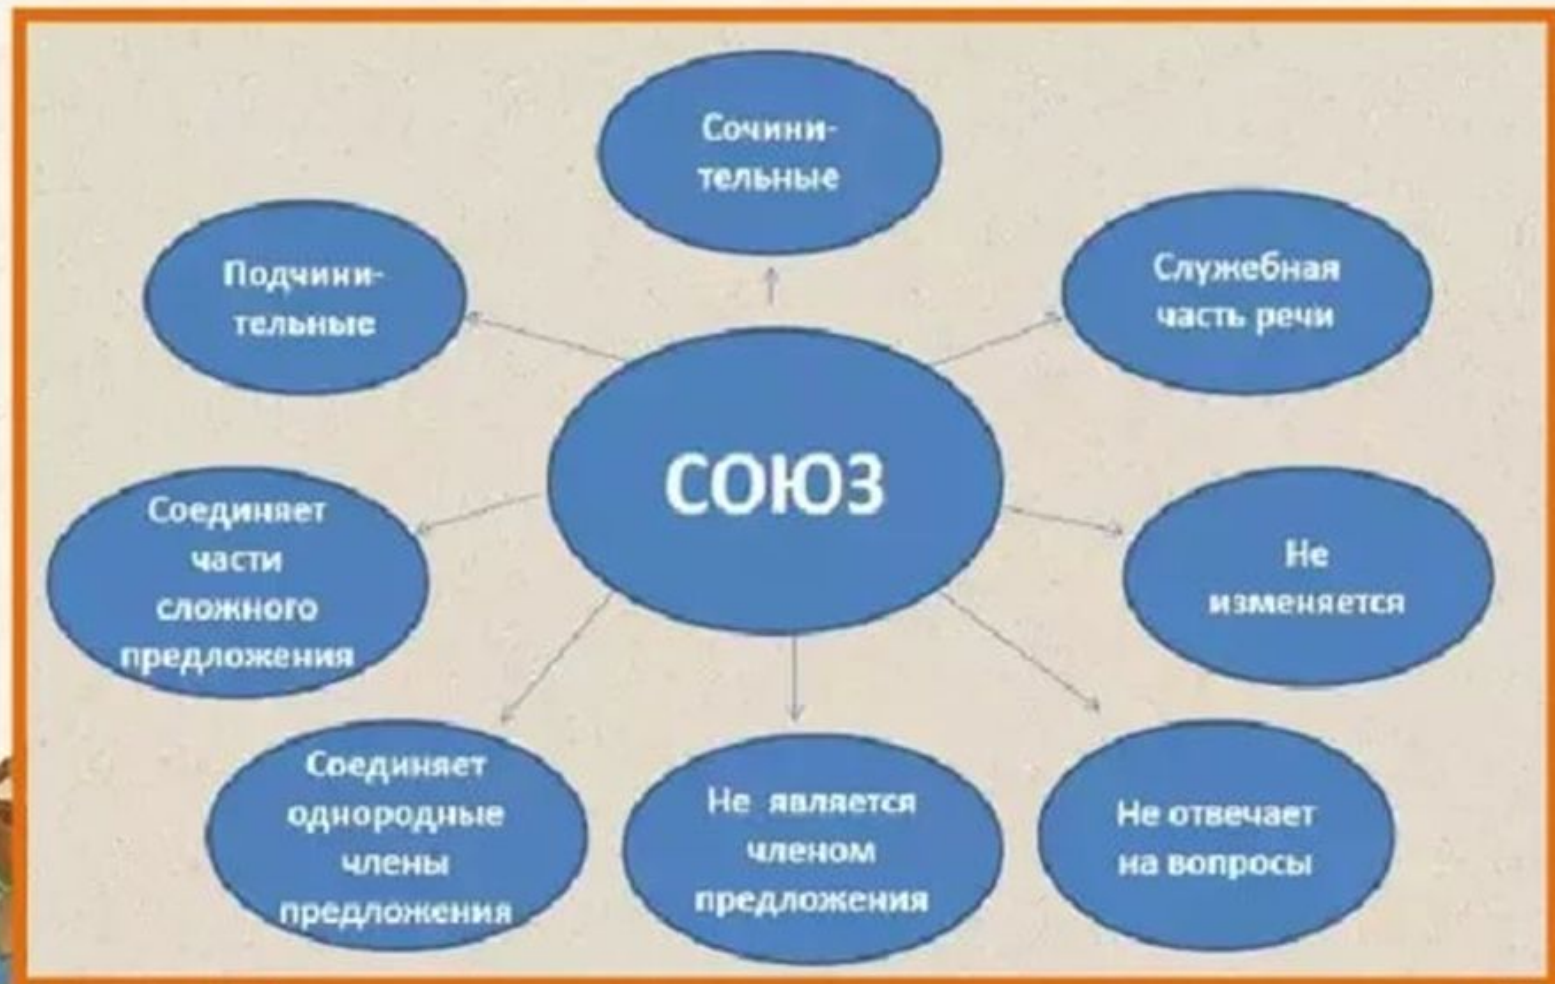 Сочини-
тельные
Подчини-
тельные
Служебная
часть речи
СОЮЗ
Соединяет
части
сложного
предложения
Не
изменяется
Соединяет
однородные
члены
предложения
Не является
членом
предложения
Не отвечает
на вопросы